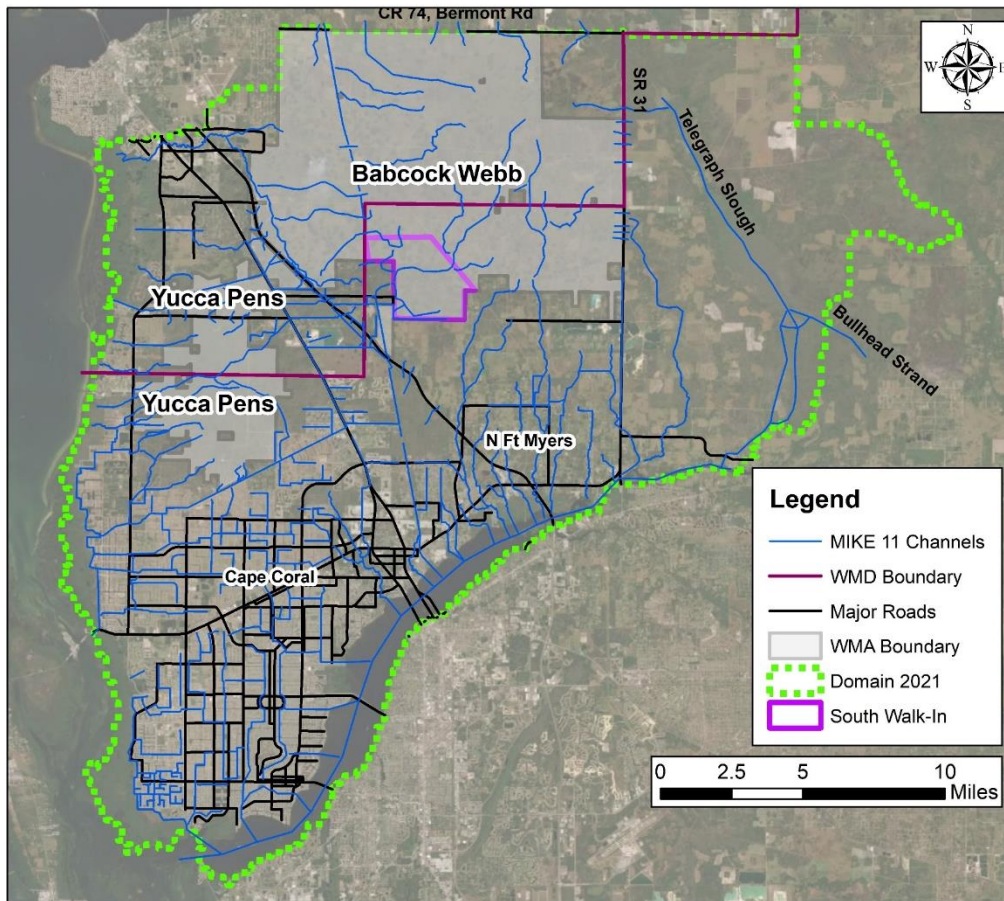 CR 74, Bermont Rd
N
W
E
S
SR 31
Telegraph Slough
Babcock Webb
Yucca Pens
Bullhead Strand
Yucca Pens
N Ft Myers
Cape Coral
Legend
MIKE 11 Channels
WMD Boundary
Major Roads
WMA Boundary
Domain 2021
South Walk-In
0 2.5 5 10
Miles